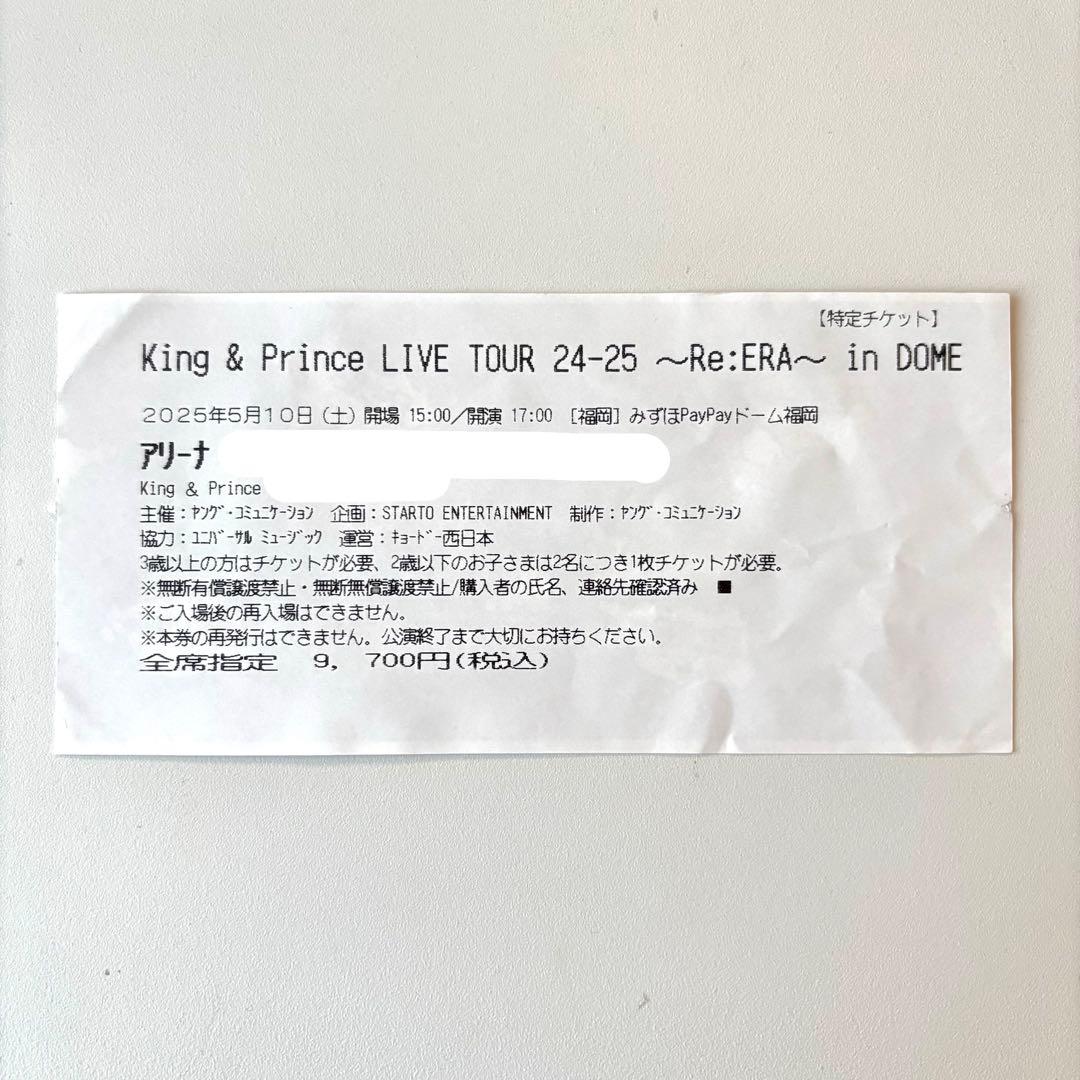 【特定チケット】
King & Prince LIVE TOUR 24-25 ～Re:ERA～ in DOME
２０２５年５月１０日（土）開場 15:00／開演 17:00 [福岡] みずほPayPayドーム福岡
ｱﾘｰﾅ
King & Prince
主催：ﾔﾝｸﾞ･ｺﾐｭﾆｹｰｼｮﾝ 企画：STARTO ENTERTAINMENT 制作：ﾔﾝｸﾞ･ｺﾐｭﾆｹｰｼｮﾝ
協力：ﾕﾆﾊﾞｰｻﾙ ﾐｭｰｼﾞｯｸ 運営：ｷｮｰﾄﾞｰ西日本
3歳以上の方はチケットが必要、2歳以下のお子さまは2名につき1枚チケットが必要。
※無断有償譲渡禁止・無断無償譲渡禁止/購入者の氏名、連絡先確認済み ■
※ご入場後の再入場はできません。
※本券の再発行はできません。公演終了まで大切にお持ちください。
全席指定 9, 700円(税込)